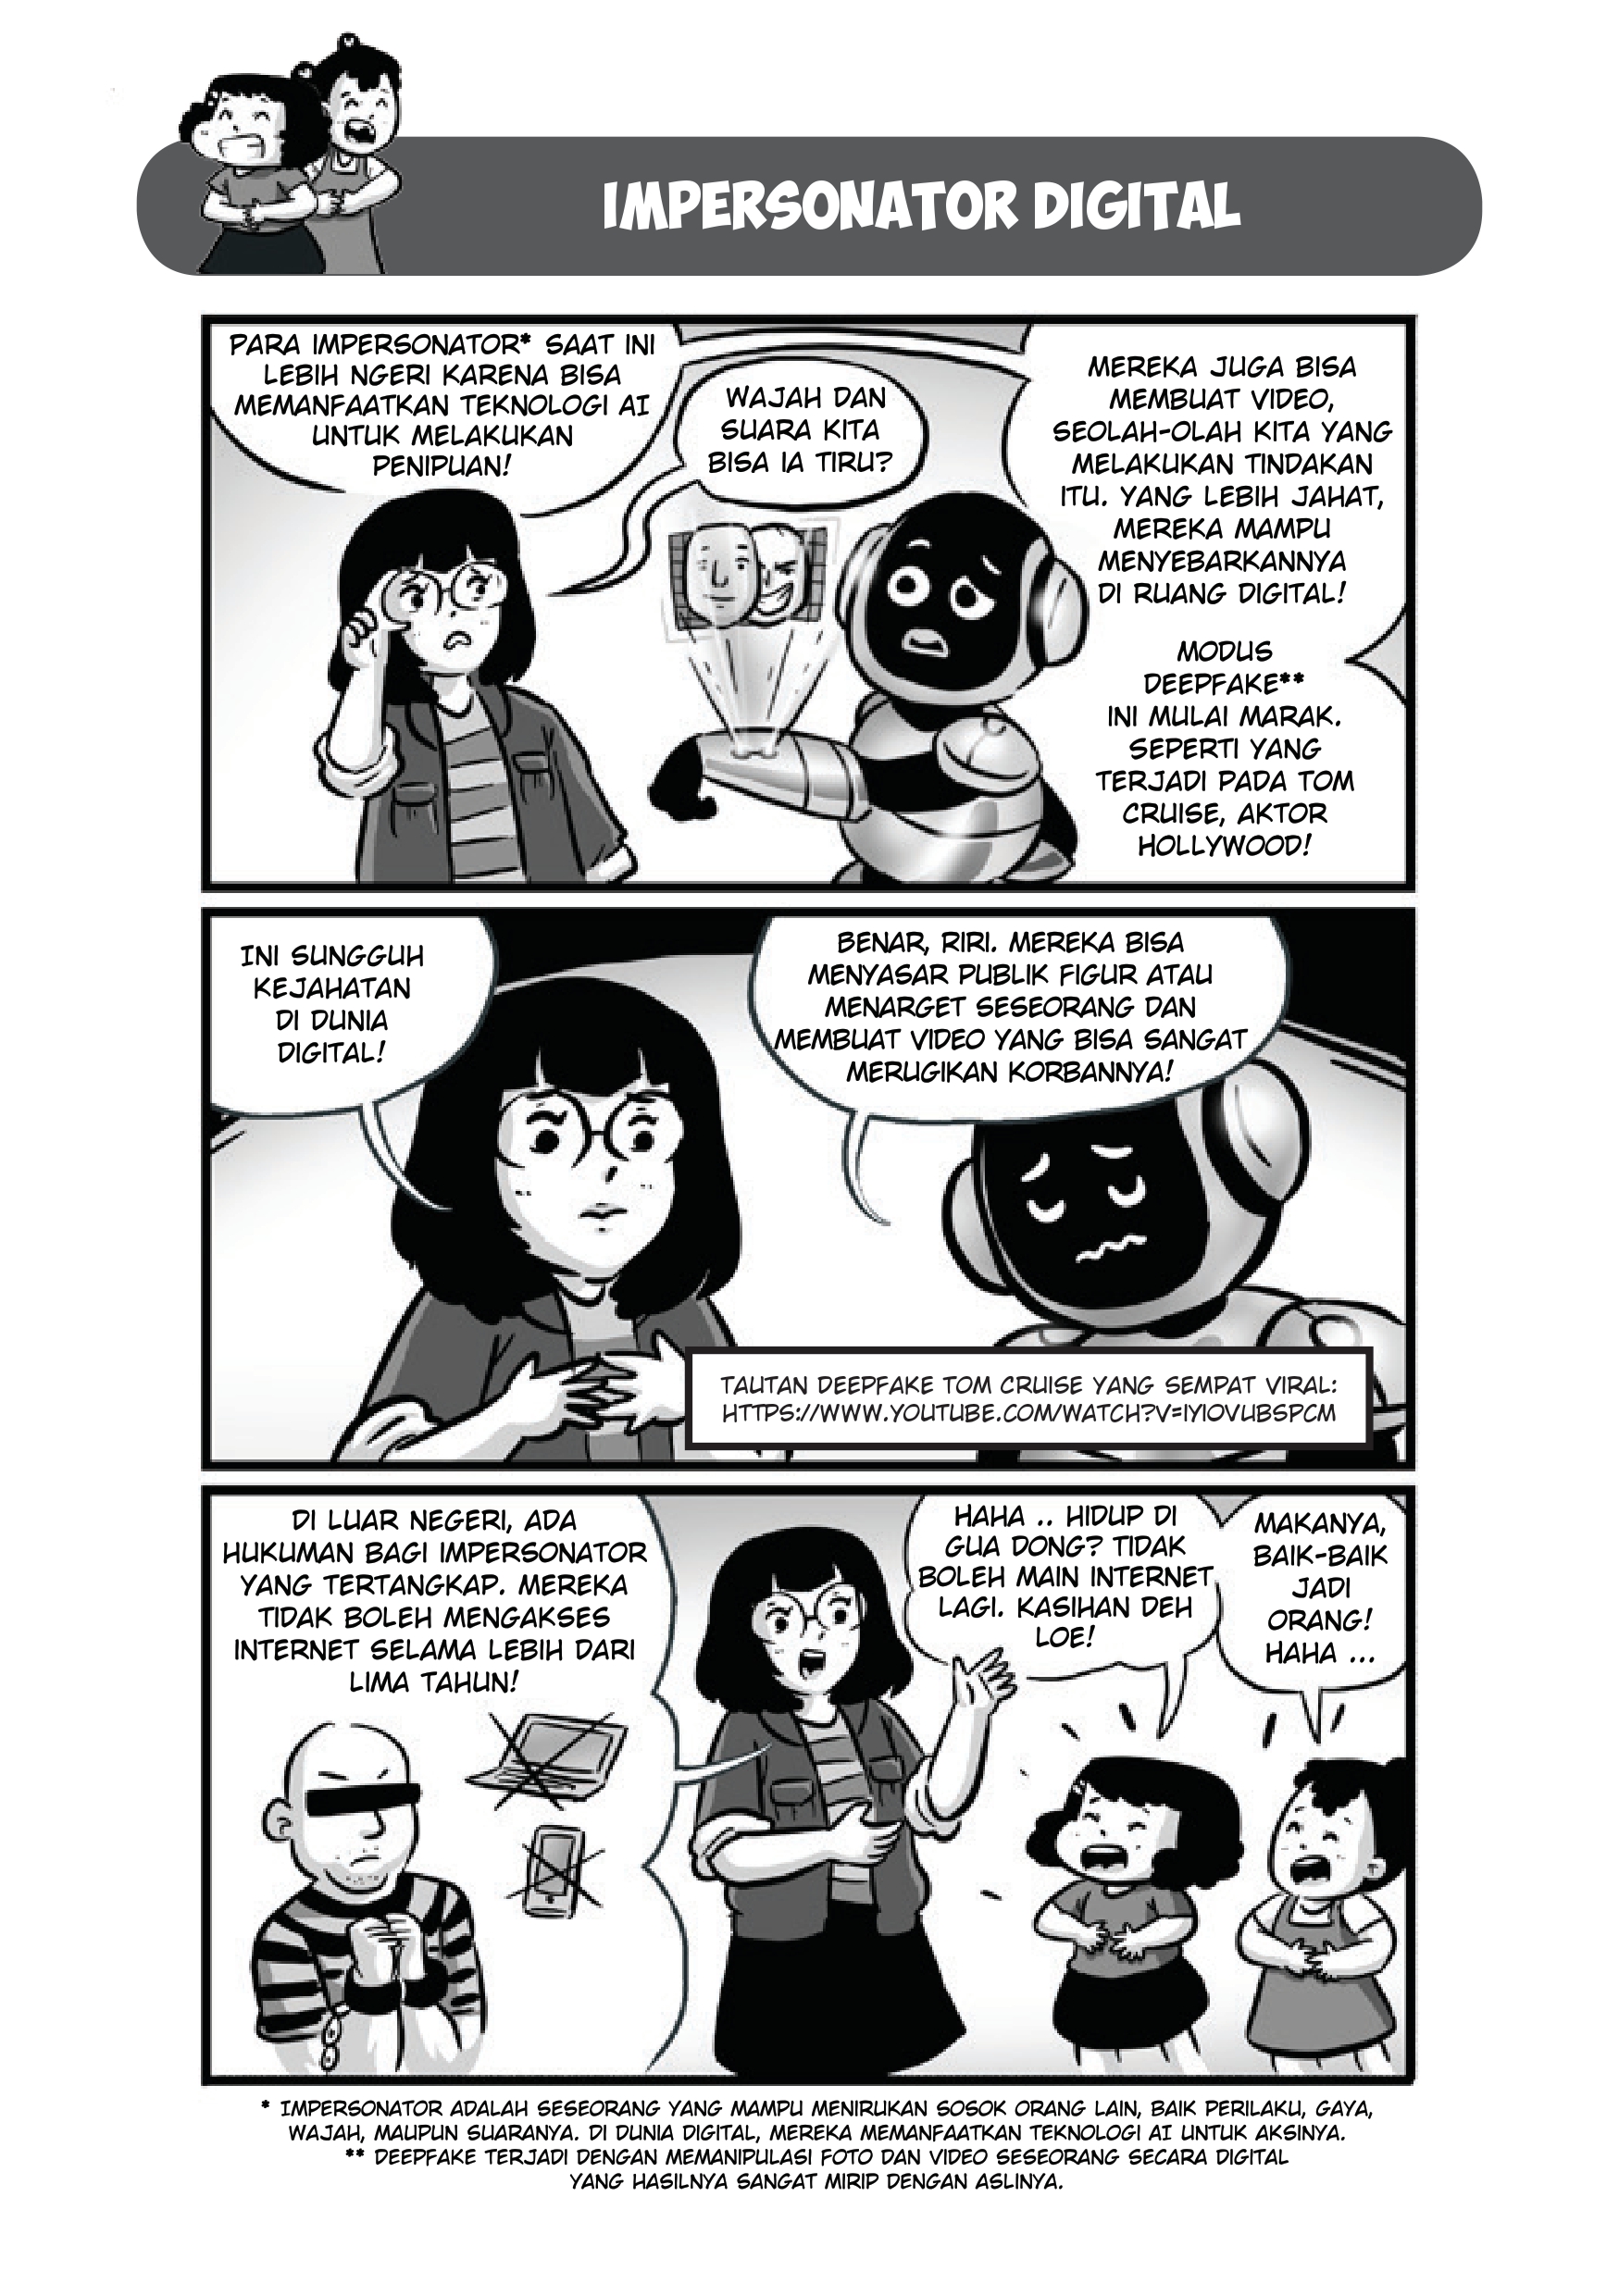 IMPERSONATOR DIGITAL
PARA IMPERSONATOR* SAAT INI
LEBIH NGERI KARENA BISA
MEMANFAATKAN TEKNOLOGI AI
UNTUK MELAKUKAN
PENIPUAN!
WAJAH DAN
SUARA KITA
BISA IA TIRU?
MEREKA JUGA BISA
MEMBUAT VIDEO,
SEOLAH-OLAH KITA YANG
MELAKUKAN TINDAKAN
ITU. YANG LEBIH JAHAT,
MEREKA MAMPU
MENYEBARKANNYA
DI RUANG DIGITAL!
MODUS
DEEPFAKE**
INI MULAI MARAK.
SEPERTI YANG
TERJADI PADA TOM
CRUISE, AKTOR
HOLLYWOOD!
INI SUNGGUH
KEJAHATAN
DI DUNIA
DIGITAL!
BENAR, RIRI. MEREKA BISA
MENYASAR PUBLIK FIGUR ATAU
MENARGET SESEORANG DAN
MEMBUAT VIDEO YANG BISA SANGAT
MERUGIKAN KORBANNYA!
TAUTAN DEEPFAKE TOM CRUISE YANG SEMPAT VIRAL:
HTTPS://WWW.YOUTUBE.COM/WATCH?V=IYIOVUBSPCM
DI LUAR NEGERI, ADA
HUKUMAN BAGI IMPERSONATOR
YANG TERTANGKAP. MEREKA
TIDAK BOLEH MENGAKSES
INTERNET SELAMA LEBIH DARI
LIMA TAHUN!
HAHA .. HIDUP DI
GUA DONG? TIDAK
BOLEH MAIN INTERNET
LAGI. KASIHAN DEH
LOE!
MAKANYA,
BAIK-BAIK
JADI
ORANG!
HAHA ...
* IMPERSONATOR ADALAH SESEORANG YANG MAMPU MENIRUKAN SOSOK ORANG LAIN, BAIK PERILAKU, GAYA,
WAJAH, MAUPUN SUARANYA. DI DUNIA DIGITAL, MEREKA MEMANFAATKAN TEKNOLOGI AI UNTUK AKSINYA.
** DEEPFAKE TERJADI DENGAN MEMANIPULASI FOTO DAN VIDEO SESEORANG SECARA DIGITAL
YANG HASILNYA SANGAT MIRIP DENGAN ASLINYA.